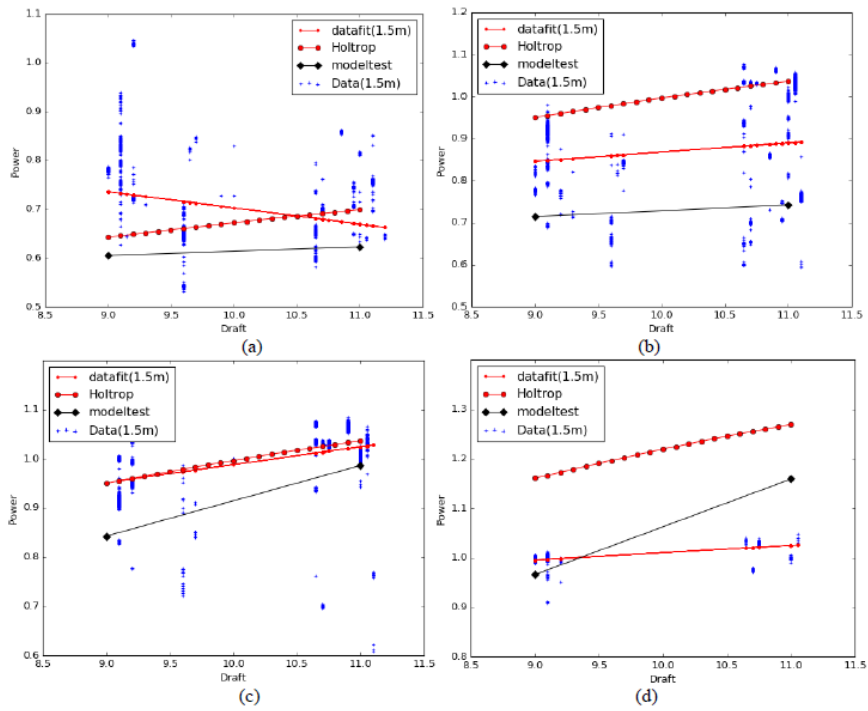 1.1
1.0
0.9
0.8
0.7
0.6
0.5
Power
datafit(1.5m)
Holtrop
modeltest
Data(1.5m)
8.5 9.0 9.5 10.0 10.5 11.0 11.5
Draft
(a)
1.2
1.1
1.0
0.9
0.8
0.7
0.6
0.5
Power
datafit(1.5m)
Holtrop
modeltest
Data(1.5m)
8.5 9.0 9.5 10.0 10.5 11.0 11.5
Draft
(b)
1.2
1.1
1.0
0.9
0.8
0.7
0.6
Power
datafit(1.5m)
Holtrop
modeltest
Data(1.5m)
8.5 9.0 9.5 10.0 10.5 11.0 11.5
Draft
(c)
1.4
1.3
1.2
1.1
1.0
0.9
0.8
Power
datafit(1.5m)
Holtrop
modeltest
Data(1.5m)
8.5 9.0 9.5 10.0 10.5 11.0 11.5
Draft
(d)